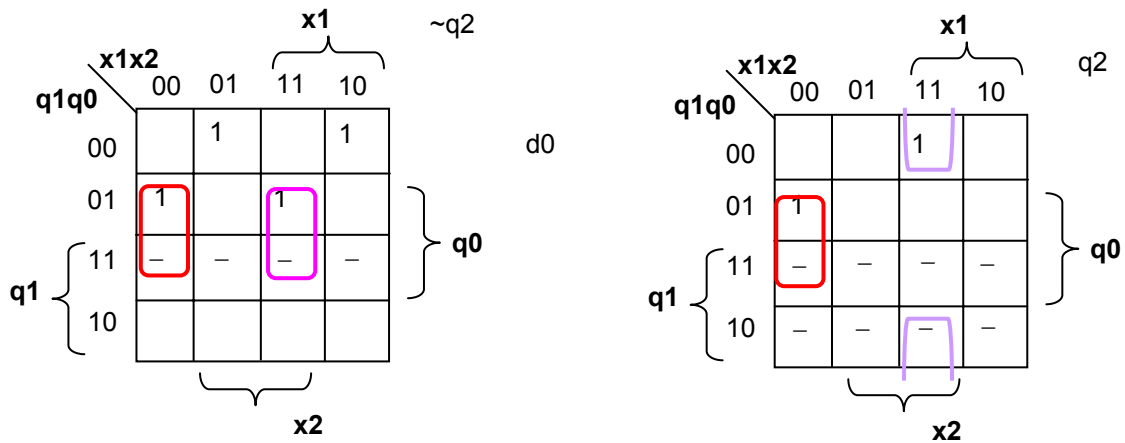 x1
~q2
x1x2
00 01 11 10
q1q0
00 1 1
01 1 1
q0
11 – – – –
q1
10
x2
d0
x1
q2
x1x2
00 01 11 10
q1q0
00 1
01 1
q0
11 – – – –
q1
10 – – – –
x2